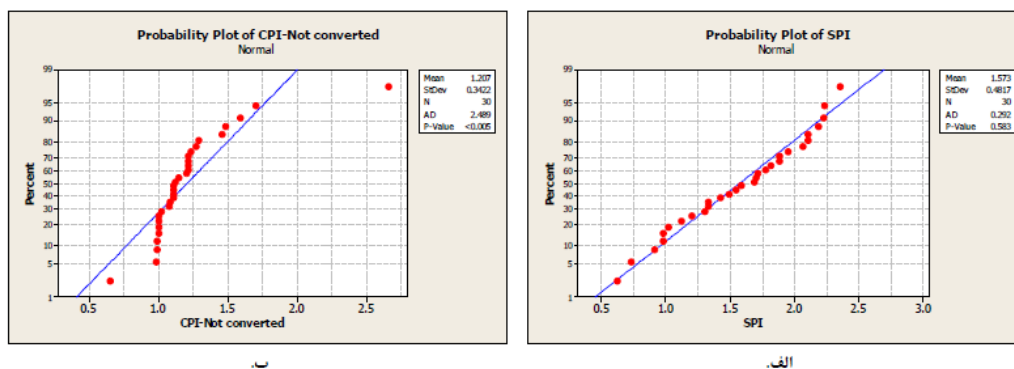 Probability Plot of CPI-Not converted
Normal
99
95
90
80
70
60
50
40
30
20
10
5
1
Percent
0.5
1.0
1.5
2.0
2.5
CPI-Not converted
Mean 1.207
StDev 0.3422
N 30
AD 2.489
P-Value <0.005
ب.
Probability Plot of SPI
Normal
99
95
90
80
70
60
50
40
30
20
10
5
1
Percent
0.5
1.0
1.5
2.0
2.5
3.0
SPI
Mean 1.573
StDev 0.4817
N 30
AD 0.292
P-Value 0.583
الف.